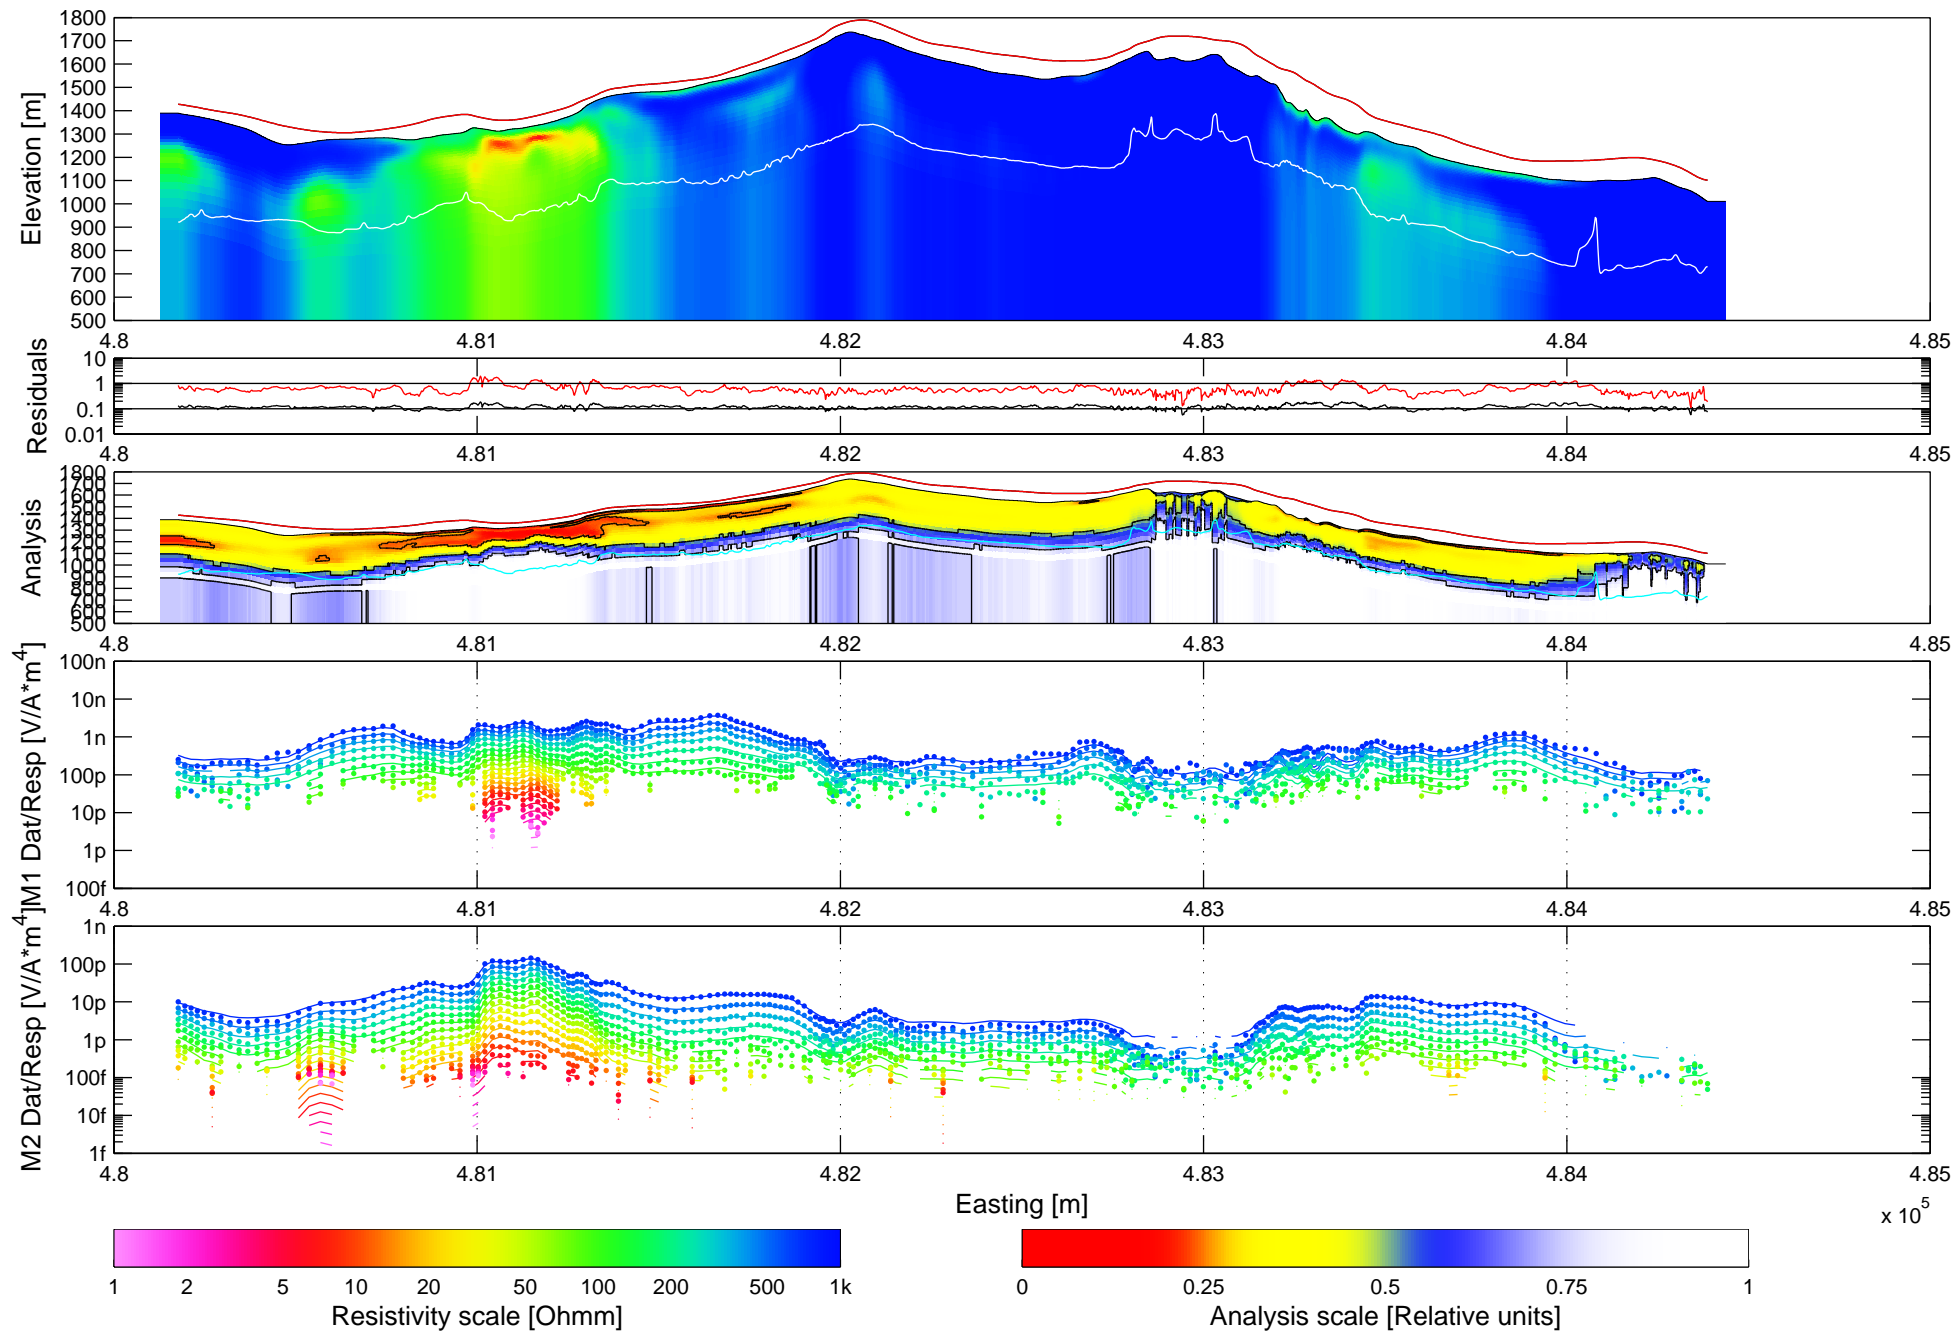 1800
1700
1600
1500
1400
1300
1200
1100
1000
900
800
700
600
500
Elevation [m]
4.8 4.81 4.82 4.83 4.84 4.85
10
1
0.1
0.01
Residuals
4.8 4.81 4.82 4.83 4.84 4.85
1800
1700
1600
1500
1400
1300
1200
1100
1000
900
800
700
600
500
Analysis
4.8 4.81 4.82 4.83 4.84 4.85
100n
10n
1n
100p
10p
1p
100f
M1 Dat/Resp [V/A*m^4]
4.8 4.81 4.82 4.83 4.84 4.85
1n
100p
10p
1p
100f
10f
1f
M2 Dat/Resp [V/A*m^4]
4.8 4.81 4.82 4.83 4.84 4.85
Easting [m]
x 10^5
1 2 5 10 20 50 100 200 500 1k
Resistivity scale [Ohmm]
0 0.25 0.5 0.75 1
Analysis scale [Relative units]